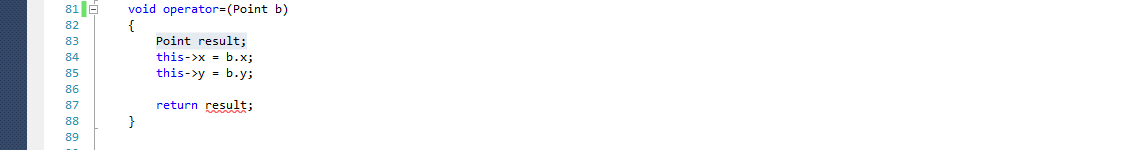 81 void operator=(Point b)
82 {
83 Point result;
84 this->x = b.x;
85 this->y = b.y;
86
87 return result;
88 }
89